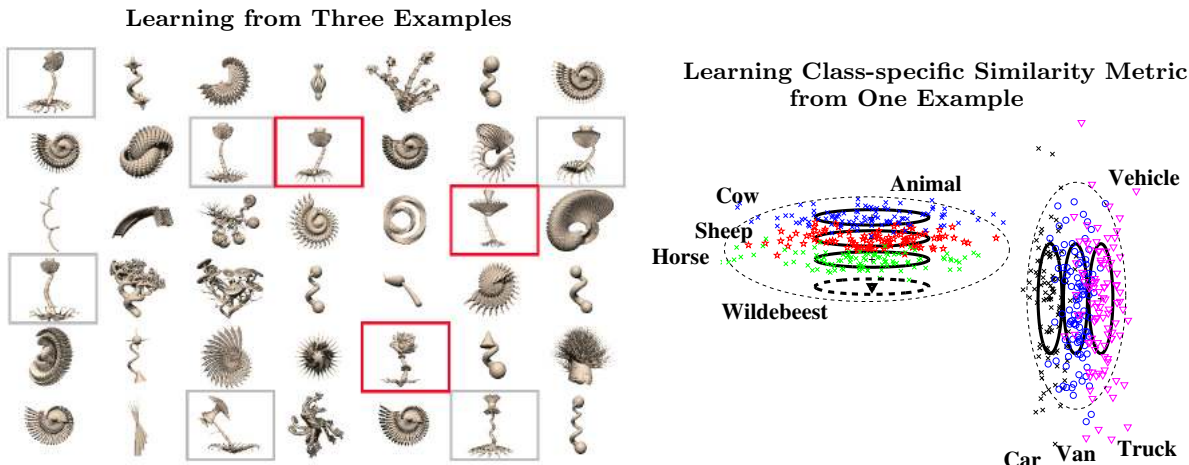 Learning from Three Examples
Learning Class-specific Similarity Metric
from One Example
Cow
Animal
Vehicle
Sheep
Horse
Wildebeest
Car
Van
Truck